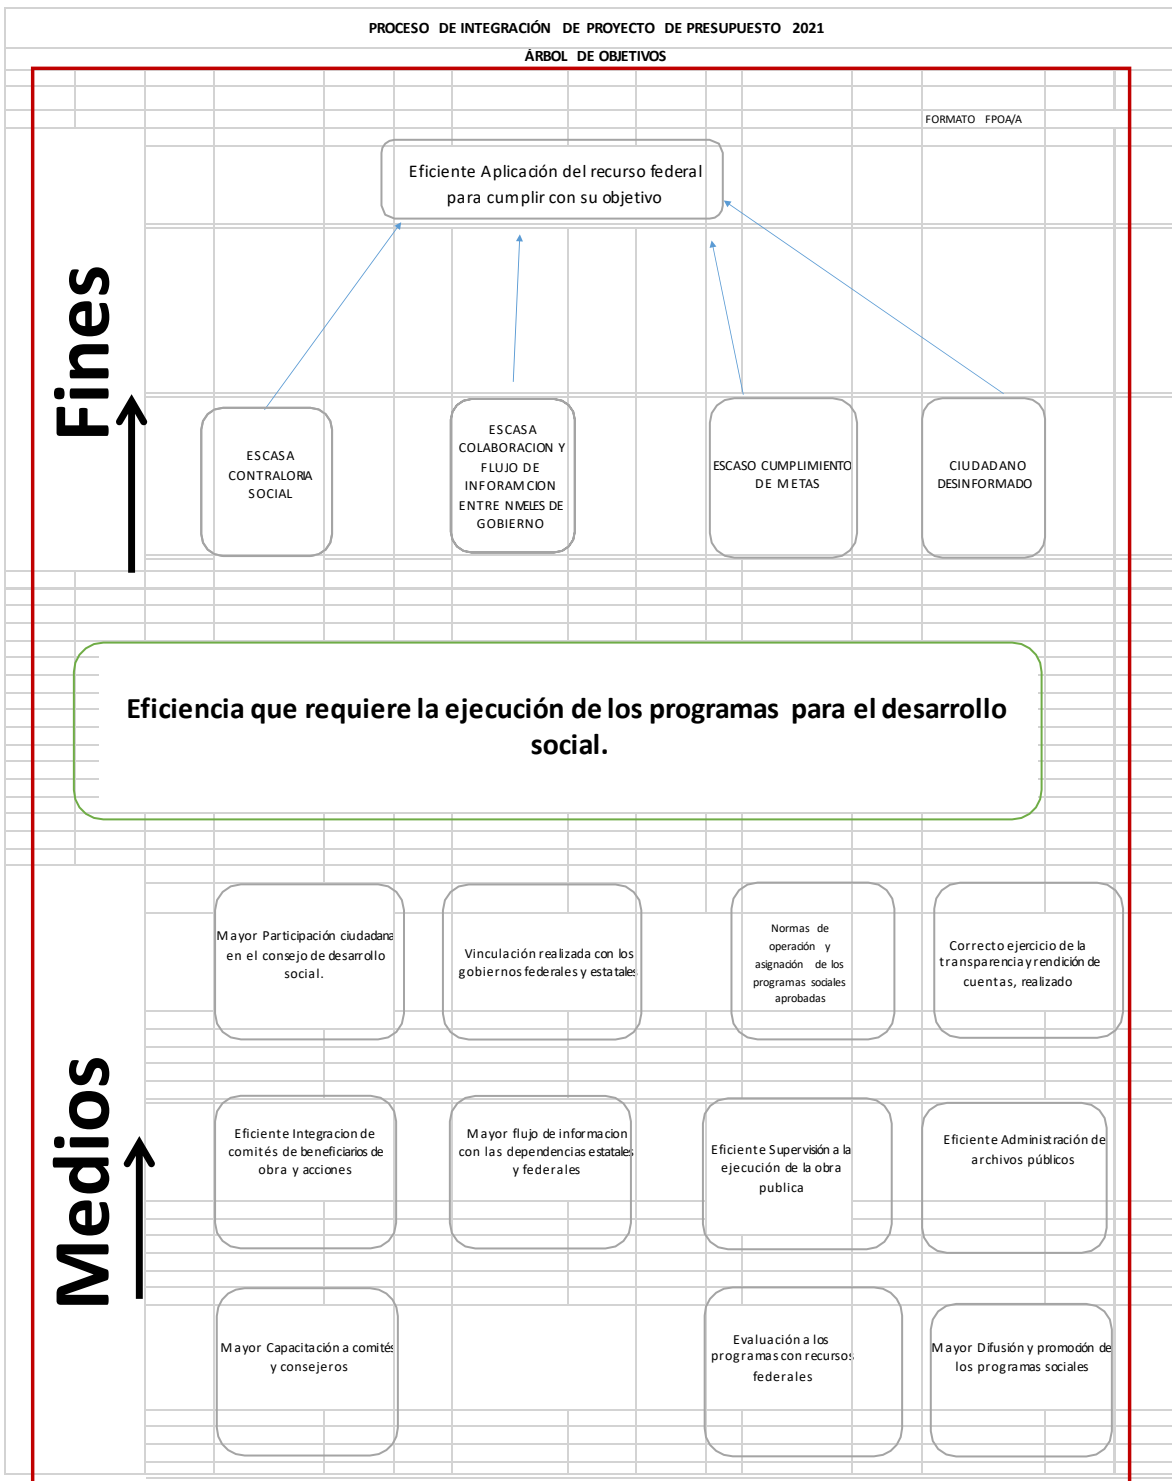 PROCESO DE INTEGRACIÓN DE PROYECTO DE PRESUPUESTO 2021
ÁRBOL DE OBJETIVOS
FORMATO FPOA/A
Fines
Eficiente Aplicación del recurso federal
para cumplir con su objetivo
ESCASA
CONTRALORIA
SOCIAL
ESCASA
COLABORACION Y
FLUJO DE
INFORAMCION
ENTRE NIVELES DE
GOBIERNO
ESCASO CUMPLIMIENTO
DE METAS
CIUDADANO
DESINFORMADO
Eficiencia que requiere la ejecución de los programas para el desarrollo
social.
Medios
Mayor Participación ciudadana
en el consejo de desarrollo
social.
Vinculación realizada con los
gobiernos federales y estatales
Normas de
operación y
asignación de los
programas sociales
aprobadas
Correcto ejercicio de la
transparencia y rendición de
cuentas, realizado
Eficiente Integracion de
comités de beneficiarios de
obra y acciones
Mayor flujo de informacion
con las dependencias estatales
y federales
Eficiente Supervisión a la
ejecución de la obra
publica
Eficiente Administración de
archivos públicos
Mayor Capacitación a comités
y consejeros
Evaluación a los
programas con recursos
federales
Mayor Difusión y promoción de
los programas sociales